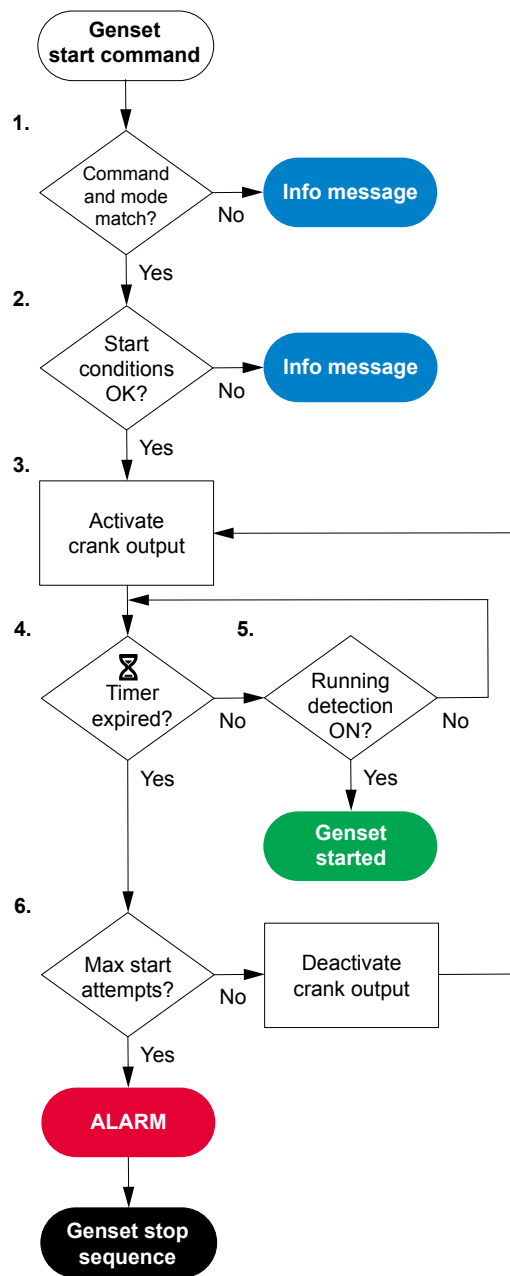 Genset
start command
1.
Command
and mode
match?
No
Info message
Yes
2.
Start
conditions
OK?
No
Info message
Yes
3.
Activate
crank output
4.
Timer
expired?
No
5.
Running
detection
ON?
No
Yes
Yes
Genset
started
6.
Max start
attempts?
No
Deactivate
crank output
Yes
ALARM
Genset stop
sequence